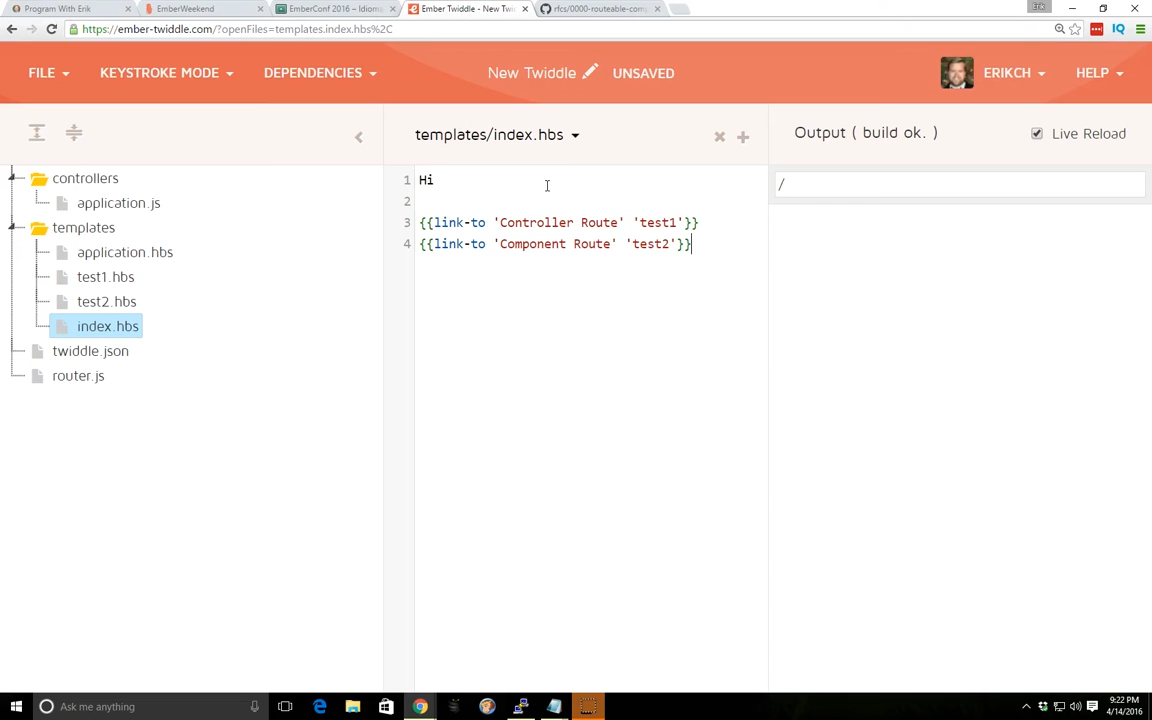 Program With Erik
EmberWeekend
EmberConf 2016 – Idioma
Ember Twiddle - New Twi
rfcs/0000-routeable-com
Erik
https://ember-twiddle.com/?openFiles=templates.index.hbs%2C
IQ
FILE
KEYSTROKE MODE
DEPENDENCIES
New Twiddle
UNSAVED
ERIKCH
HELP
templates/index.hbs
Output ( build ok. )
Live Reload
controllers
application.js
templates
application.hbs
test1.hbs
test2.hbs
index.hbs
twiddle.json
router.js
1 Hi
2
3 {{link-to 'Controller Route' 'test1'}}
4 {{link-to 'Component Route' 'test2'}}
/
Ask me anything
9:22 PM
4/14/2016